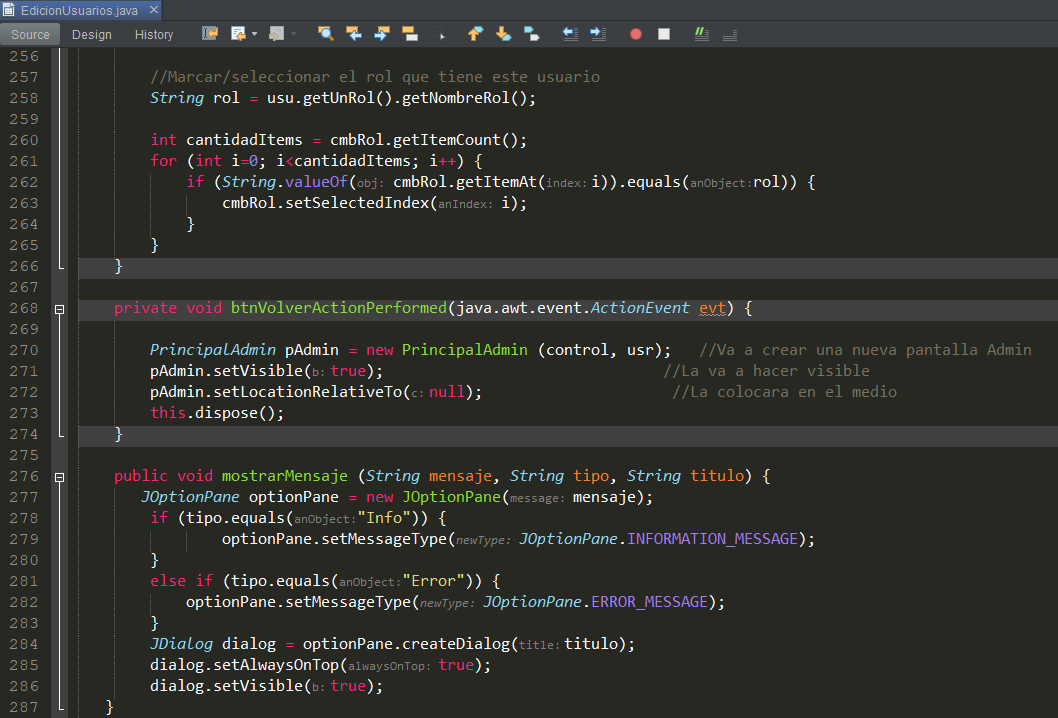 EdicionUsuarios.java
Source Design History
256
257 //Marcar/seleccionar el rol que tiene este usuario
258 String rol = usu.getUnRol().getNombreRol();
259
260 int cantidadItems = cmbRol.getItemCount();
261 for (int i=0; i<cantidadItems; i++) {
262 if (String.valueOf(obj: cmbRol.getItemAt(index: i)).equals(anObject: rol)) {
263 cmbRol.setSelectedIndex(anIndex: i);
264 }
265 }
266 }
267
268 private void btnVolverActionPerformed(java.awt.event.ActionEvent evt) {
269
270 PrincipalAdmin pAdmin = new PrincipalAdmin (control, usr); //Va a crear una nueva pantalla Admin
271 pAdmin.setVisible(b: true); //La va a hacer visible
272 pAdmin.setLocationRelativeTo(c: null); //La colocara en el medio
273 this.dispose();
274 }
275
276 public void mostrarMensaje (String mensaje, String tipo, String titulo) {
277 JOptionPane optionPane = new JOptionPane(message: mensaje);
278 if (tipo.equals(anObject: "Info")) {
279 optionPane.setMessageType(newType: JOptionPane.INFORMATION_MESSAGE);
280 }
281 else if (tipo.equals(anObject: "Error")) {
282 optionPane.setMessageType(newType: JOptionPane.ERROR_MESSAGE);
283 }
284 JDialog dialog = optionPane.createDialog(title: titulo);
285 dialog.setAlwaysOnTop(alwaysOnTop: true);
286 dialog.setVisible(b: true);
287 }